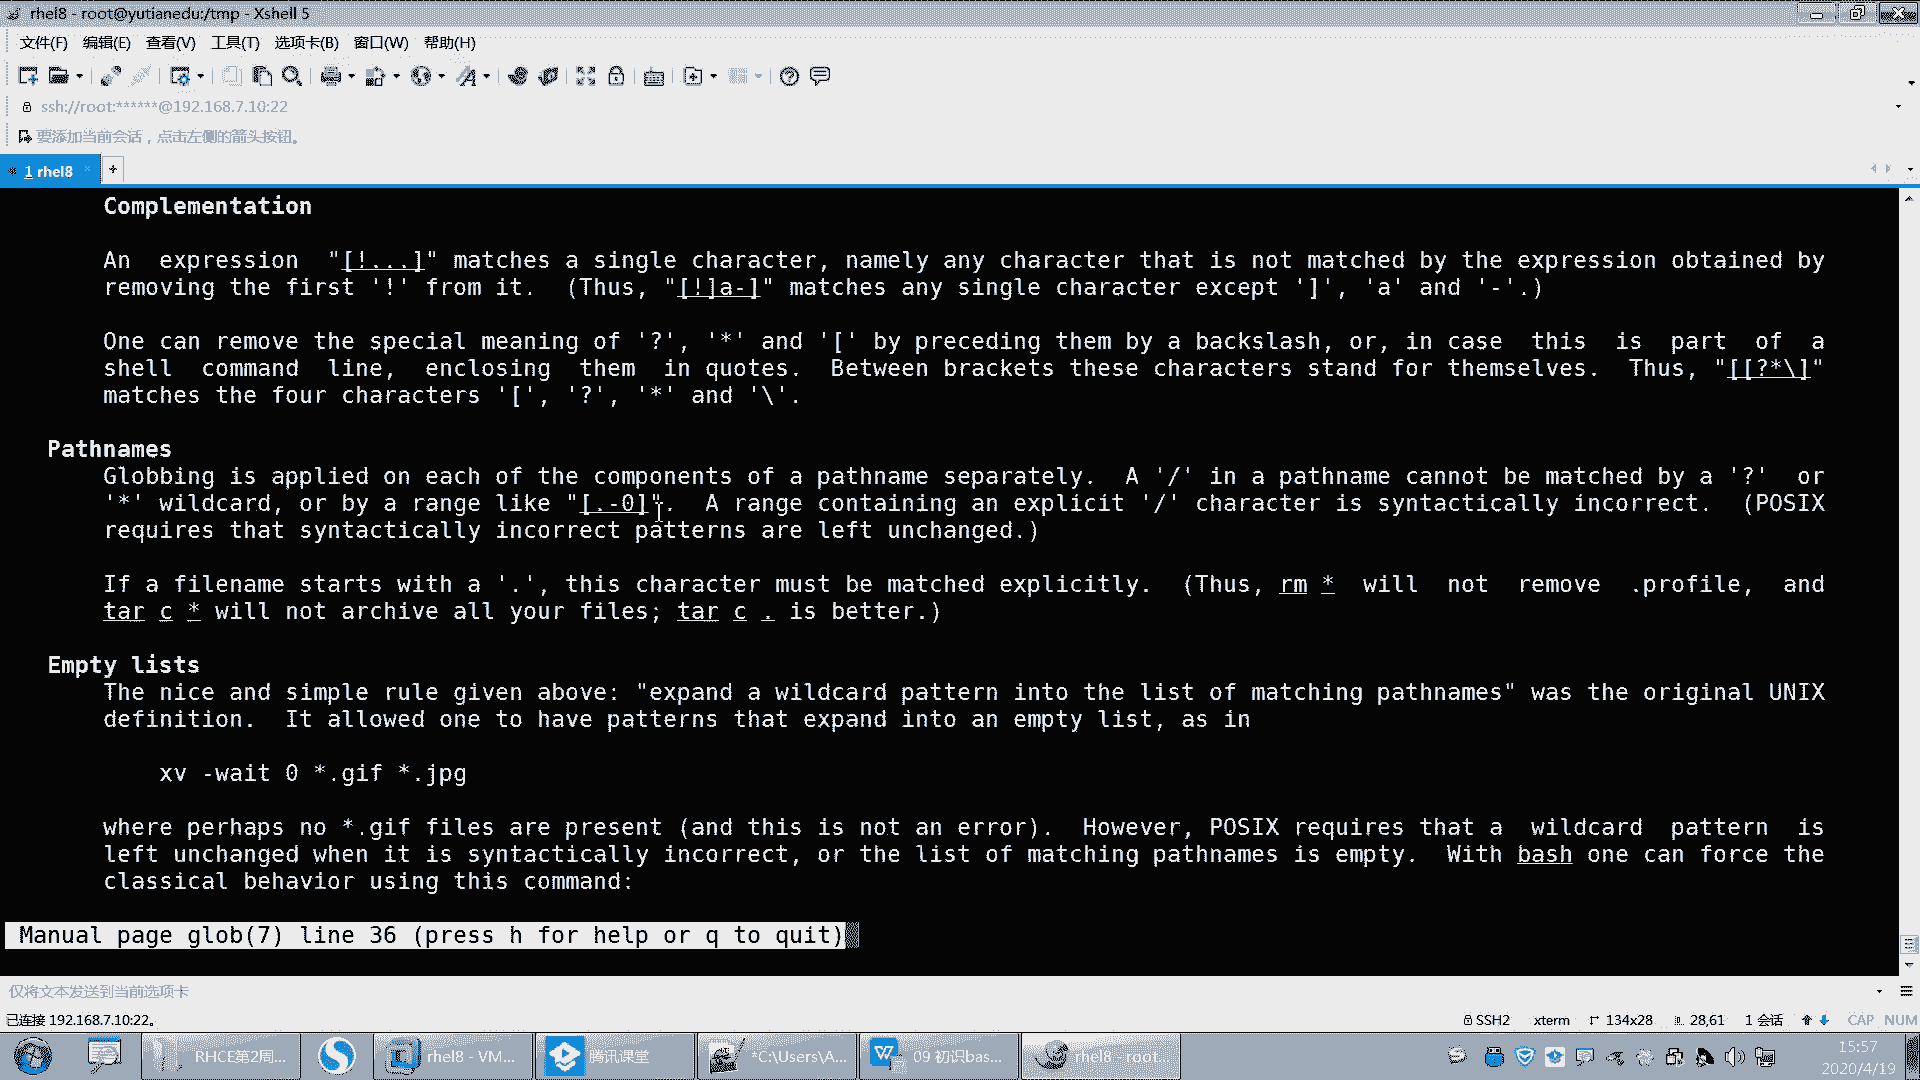 rhel8 - root@yutianedu:/tmp - Xshell 5
文件(F) 编辑(E) 查看(V) 工具(T) 选项卡(B) 窗口(W) 帮助(H)
ssh://root:******@192.168.7.10:22
要添加当前会话，点击左侧的箭头按钮。
1 rhel8
Complementation
An expression "[!...]" matches a single character, namely any character that is not matched by the expression obtained by
removing the first '!' from it. (Thus, "[!]a-]" matches any single character except ']', 'a' and '-'.)
One can remove the special meaning of '?', '*' and '[' by preceding them by a backslash, or, in case this is part of a
shell command line, enclosing them in quotes. Between brackets these characters stand for themselves. Thus, "[[?*\]"
matches the four characters '[', '?', '*' and '\'.
Pathnames
Globbing is applied on each of the components of a pathname separately. A '/' in a pathname cannot be matched by a '?' or
'*' wildcard, or by a range like "[.-0]". A range containing an explicit '/' character is syntactically incorrect. (POSIX
requires that syntactically incorrect patterns are left unchanged.)
If a filename starts with a '.', this character must be matched explicitly. (Thus, rm * will not remove .profile, and
tar c * will not archive all your files; tar c . is better.)
Empty lists
The nice and simple rule given above: "expand a wildcard pattern into the list of matching pathnames" was the original UNIX
definition. It allowed one to have patterns that expand into an empty list, as in
xv -wait 0 *.gif *.jpg
where perhaps no *.gif files are present (and this is not an error). However, POSIX requires that a wildcard pattern is
left unchanged when it is syntactically incorrect, or the list of matching pathnames is empty. With bash one can force the
classical behavior using this command:
Manual page glob(7) line 36 (press h for help or q to quit)
仅将文本发送到当前选项卡
已连接 192.168.7.10:22。 SSH2 xterm 134x28 28,61 1 会话 CAP NUM
RHCE第2周... rhel8 - VM... 腾讯课堂 *C:\Users\A... 09 初识bas... rhel8 - root... 15:57
2020/4/19